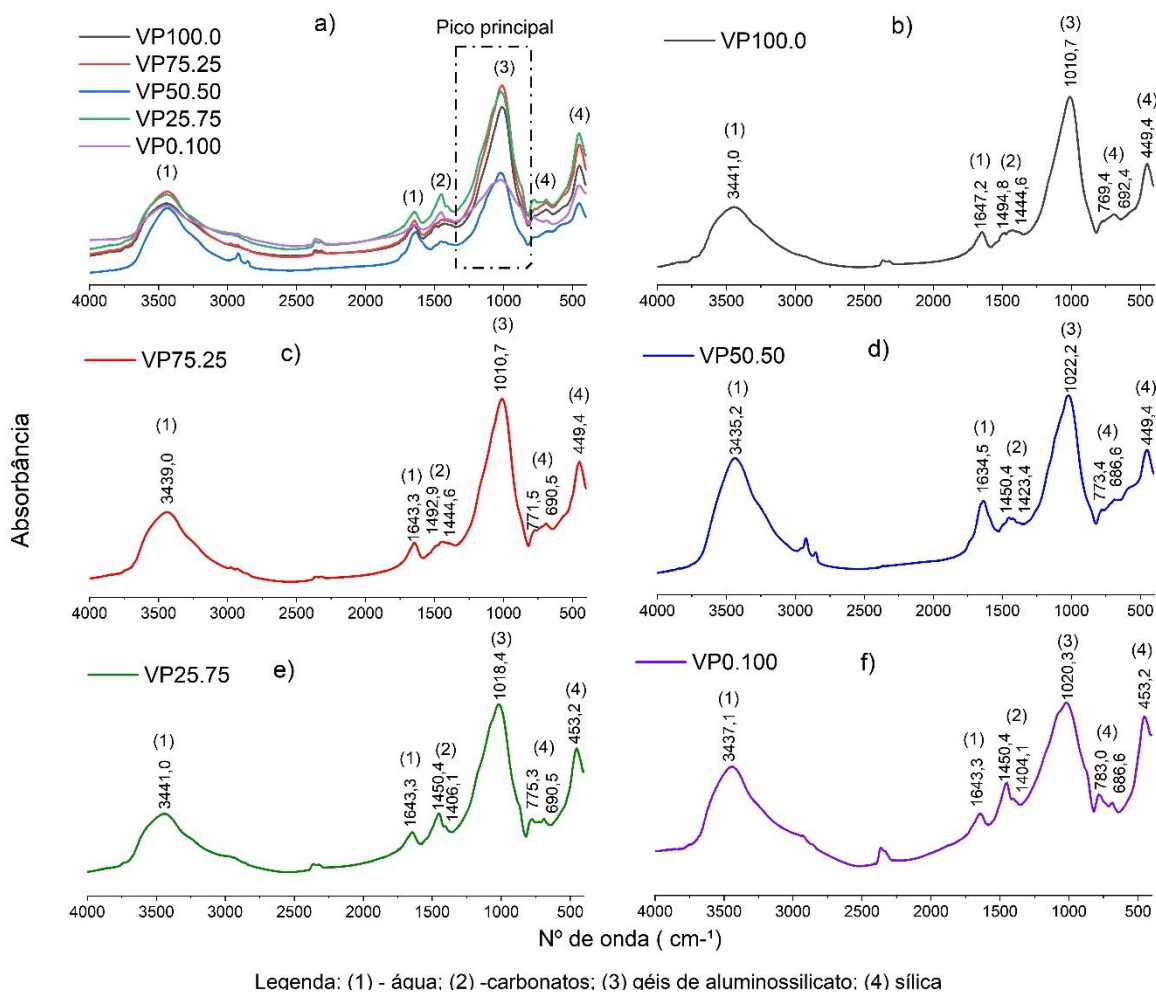 a)
Pico principal
VP100.0
VP75.25
VP50.50
VP25.75
VP0.100
(1)
(1)
(2)
(3)
(4)
(4)
4000 3500 3000 2500 2000 1500 1000 500
b)
VP100.0
(1)
3441,0
(1)
1647,2
(2)
1494,8
1444,6
(3)
1010,7
(4)
769,4
692,4
(4)
449,4
4000 3500 3000 2500 2000 1500 1000 500
c)
VP75.25
(1)
3439,0
(1)
1643,3
(2)
1492,9
1444,6
(3)
1010,7
(4)
771,5
690,5
(4)
449,4
4000 3500 3000 2500 2000 1500 1000 500
d)
VP50.50
(1)
3435,2
(1)
1634,5
(2)
1450,4
1423,4
(3)
1022,2
(4)
773,4
686,6
(4)
449,4
4000 3500 3000 2500 2000 1500 1000 500
e)
VP25.75
(1)
3441,0
(1)
1643,3
(2)
1450,4
1406,1
(3)
1018,4
(4)
775,3
690,5
(4)
453,2
4000 3500 3000 2500 2000 1500 1000 500
f)
VP0.100
(1)
3437,1
(1)
1643,3
(2)
1450,4
1404,1
(3)
1020,3
(4)
783,0
686,6
(4)
453,2
4000 3500 3000 2500 2000 1500 1000 500
Absorbância
Nº de onda ( cm-¹)
Legenda: (1) - água; (2) -carbonatos; (3) géis de aluminossilicato; (4) sílica